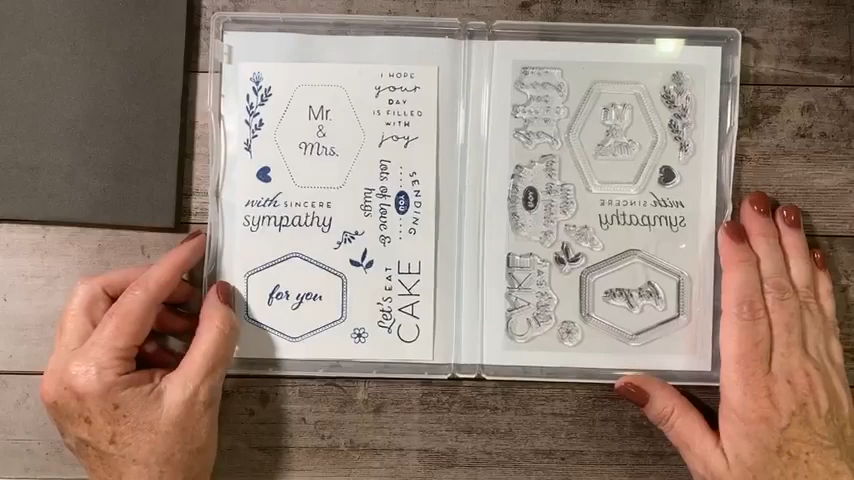 Mr.
&
Mrs.
I HOPE
your
DAY
IS FILLED
WITH
joy
with SINCERE
sympathy
SENDING
YOU
lots of love &
hugs
for you
Let's EAT
CAKE
with SINCERE
sympathy
CAKE